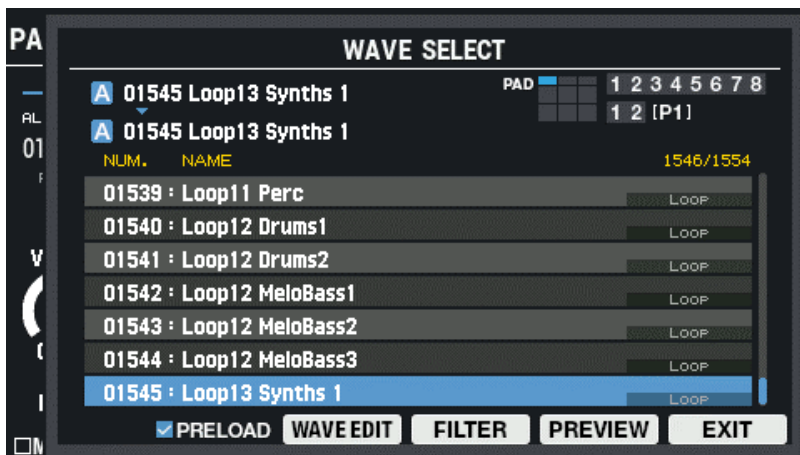 PA
WAVE SELECT
A 01545 Loop13 Synths 1
PAD
1 2 3 4 5 6 7 8
1 2 [P1]
A 01545 Loop13 Synths 1
NUM. NAME 1546/1554
01539 : Loop11 Perc LOOP
01540 : Loop12 Drums1 LOOP
01541 : Loop12 Drums2 LOOP
01542 : Loop12 MeloBass1 LOOP
01543 : Loop12 MeloBass2 LOOP
01544 : Loop12 MeloBass3 LOOP
01545 : Loop13 Synths 1 LOOP
PRELOAD WAVE EDIT FILTER PREVIEW EXIT
AL
01